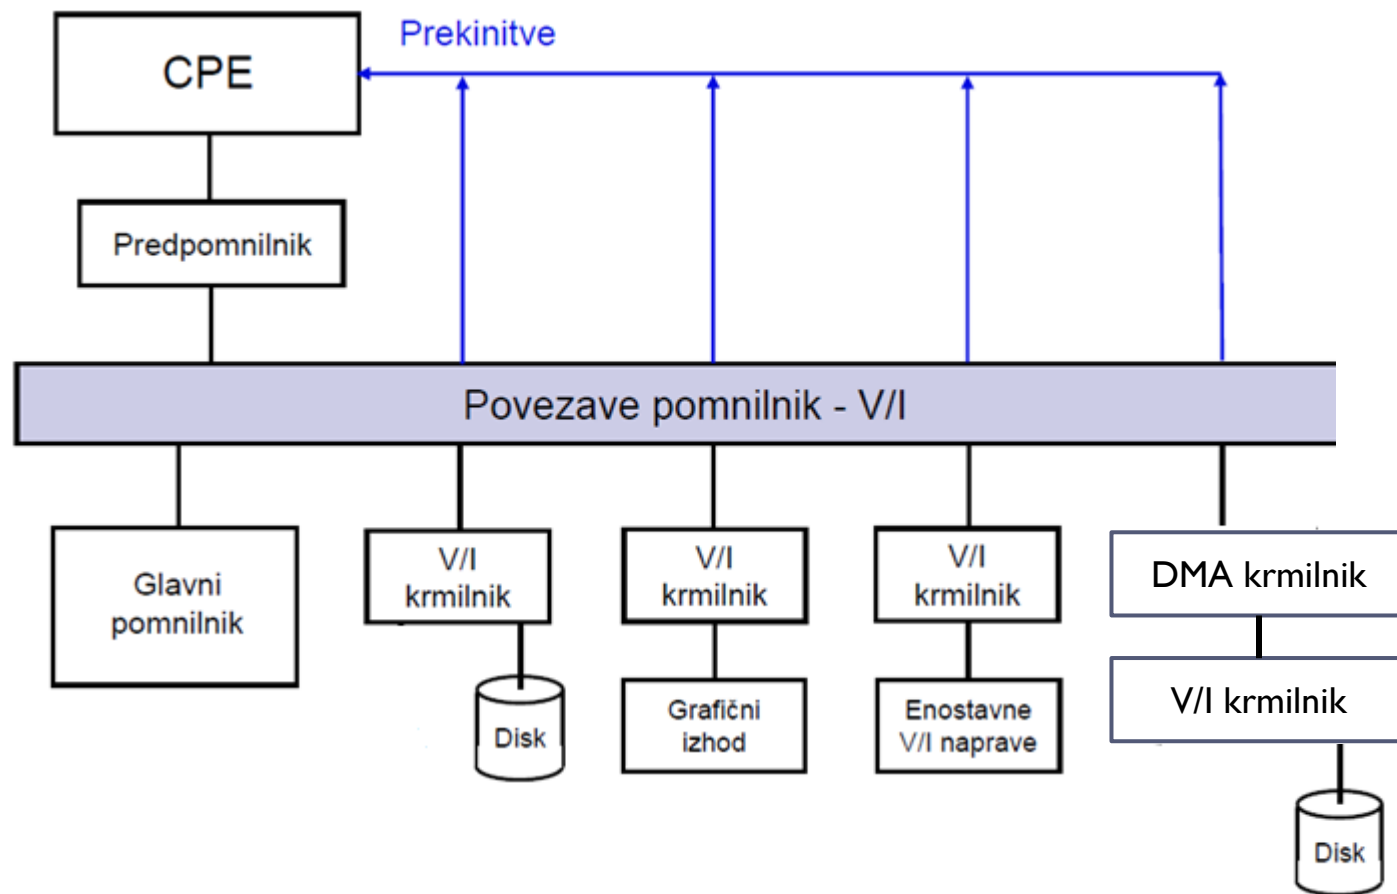 Prekinitve
CPE
Predpomnilnik
Povezave pomnilnik - V/I
Glavni
pomnilnik
V/I
krmilnik
Disk
V/I
krmilnik
Grafični
izhod
V/I
krmilnik
Enostavne
V/I naprave
DMA krmilnik
V/I krmilnik
Disk